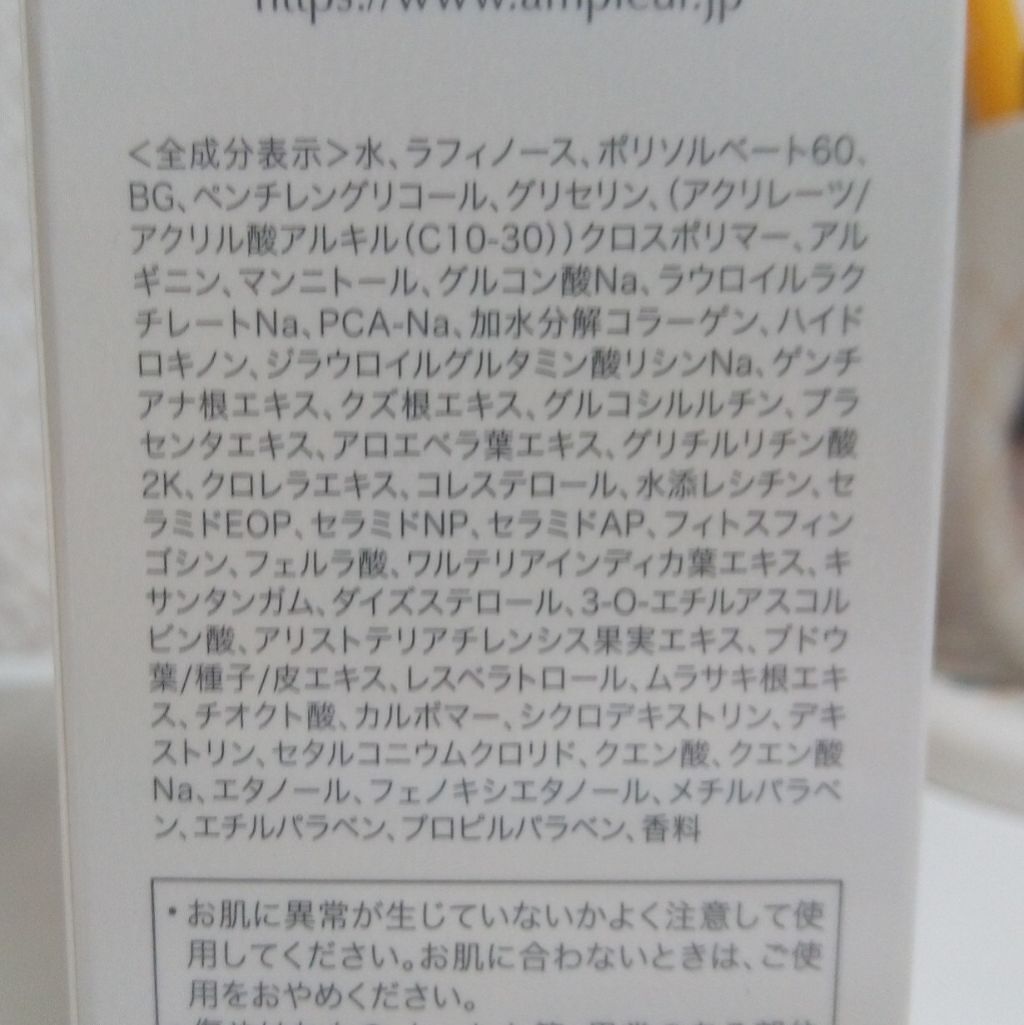 https://www.ampleur.jp
<全成分表示>水、ラフィノース、ポリソルベート60、
BG、ペンチレングリコール、グリセリン、(アクリレーツ/
アクリル酸アルキル(C10-30))クロスポリマー、アル
ギニン、マンニトール、グルコン酸Na、ラウロイルラク
チレートNa、PCA-Na、加水分解コラーゲン、ハイド
ロキノン、ジラウロイルグルタミン酸リシンNa、ゲンチ
アナ根エキス、クズ根エキス、グルコシルルチン、プラ
センタエキス、アロエベラ葉エキス、グリチルリチン酸
2K、クロレラエキス、コレステロール、水添レシチン、セ
ラミドEOP、セラミドNP、セラミドAP、フィトスフィン
ゴシン、フェルラ酸、ワルテリアインディカ葉エキス、キ
サンタンガム、ダイズステロール、3-O-エチルアスコル
ビン酸、アリストテリアチレンシス果実エキス、ブドウ
葉/種子/皮エキス、レスベラトロール、ムラサキ根エキ
ス、チオクト酸、カルボマー、シクロデキストリン、デキ
ストリン、セタルコニウムクロリド、クエン酸、クエン酸
Na、エタノール、フェノキシエタノール、メチルパラベ
ン、エチルパラベン、プロピルパラベン、香料
・お肌に異常が生じていないかよく注意して使
用してください。お肌に合わないときは、ご使
用をおやめください。